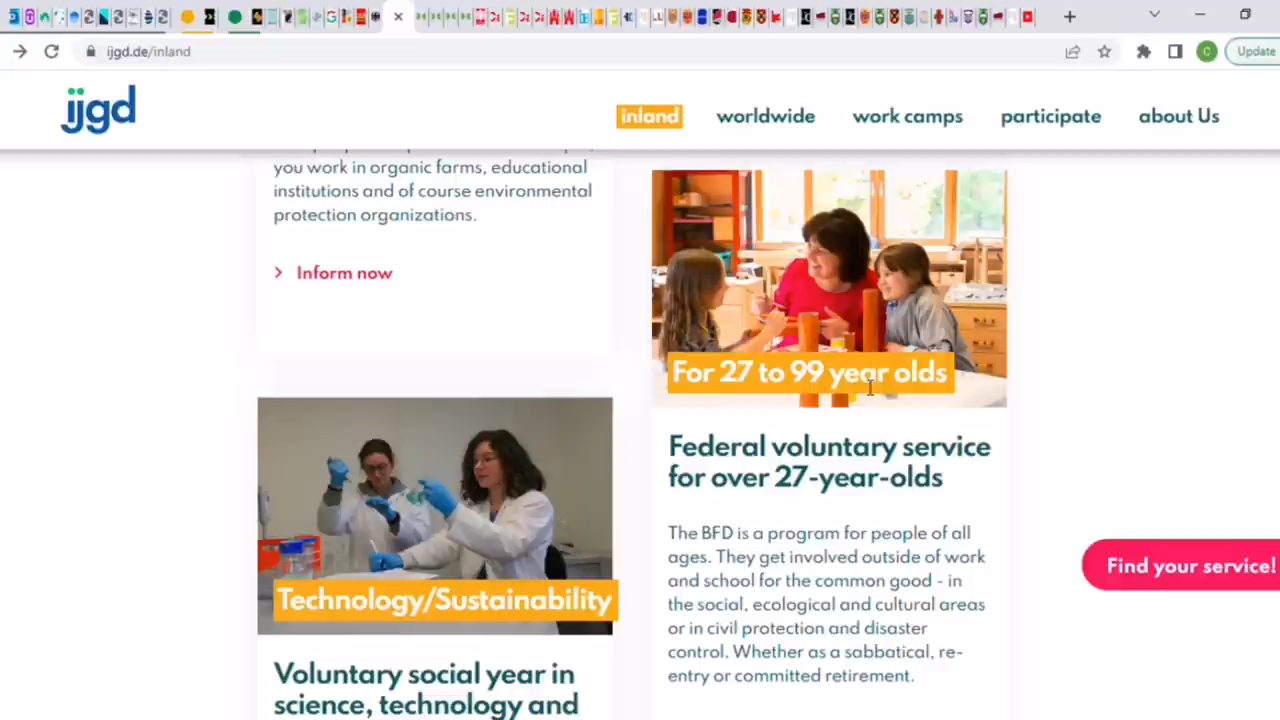 ijgd.de/inland
Update
ijgd
inland
worldwide
work camps
participate
about Us
you work in organic farms, educational
institutions and of course environmental
protection organizations.
Inform now
Technology/Sustainability
Voluntary social year in
science, technology and
For 27 to 99 year olds
Federal voluntary service
for over 27-year-olds
The BFD is a program for people of all
ages. They get involved outside of work
and school for the common good - in
the social, ecological and cultural areas
or in civil protection and disaster
control. Whether as a sabbatical, re-
entry or committed retirement.
Find your service!